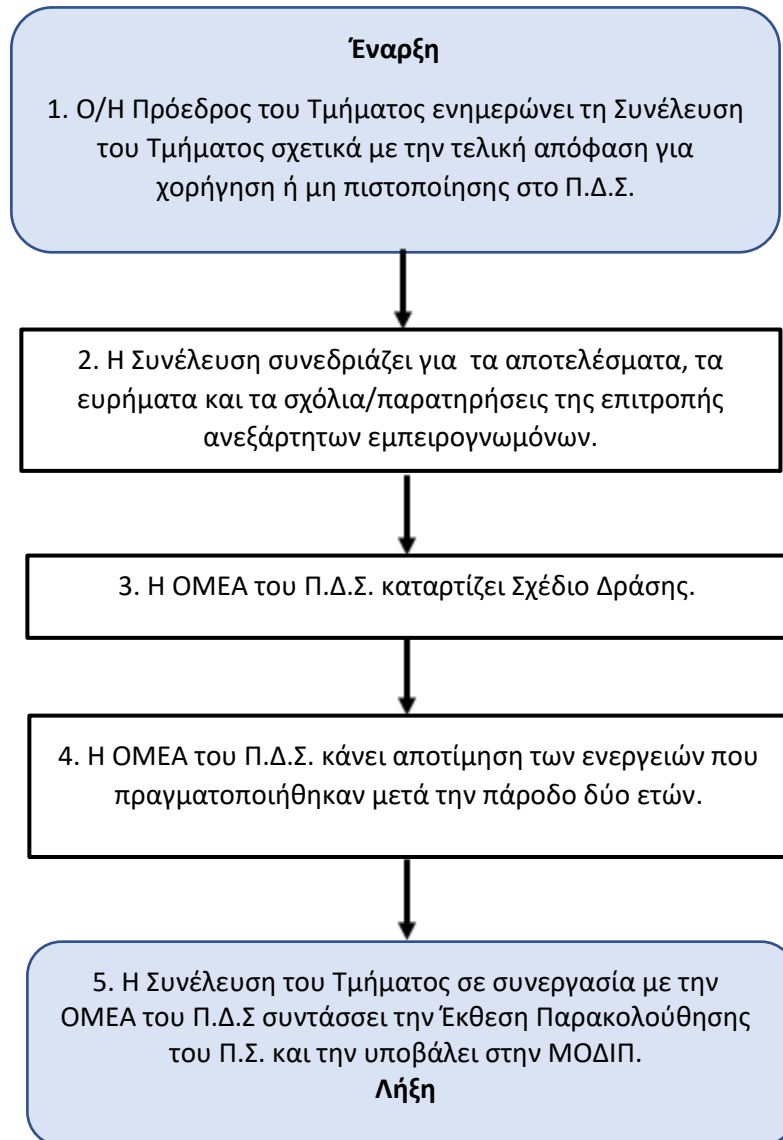 Έναρξη
1. Ο/Η Πρόεδρος του Τμήματος ενημερώνει τη Συνέλευση
του Τμήματος σχετικά με την τελική απόφαση για
χορήγηση ή μη πιστοποίησης στο Π.Δ.Σ.
2. Η Συνέλευση συνεδριάζει για τα αποτελέσματα, τα
ευρήματα και τα σχόλια/παρατηρήσεις της επιτροπής
ανεξάρτητων εμπειρογνωμόνων.
3. Η ΟΜΕΑ του Π.Δ.Σ. καταρτίζει Σχέδιο Δράσης.
4. Η ΟΜΕΑ του Π.Δ.Σ. κάνει αποτίμηση των ενεργειών που
πραγματοποιήθηκαν μετά την πάροδο δύο ετών.
5. Η Συνέλευση του Τμήματος σε συνεργασία με την
ΟΜΕΑ του Π.Δ.Σ συντάσσει την Έκθεση Παρακολούθησης
του Π.Σ. και την υποβάλει στην ΜΟΔΙΠ.
Λήξη